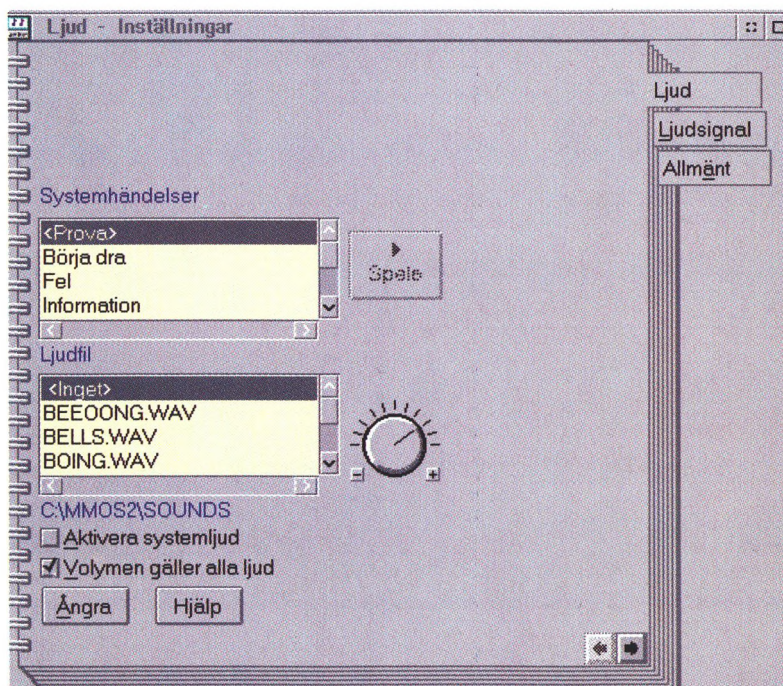 Ljud - Inställningar
Ljud
Ljudsignal
Allmänt
Systemhändelser
<Prova>
Börja dra
Fel
Information
Spela
Ljudfil
<Inget>
BEEOONG.WAV
BELLS.WAV
BOING.WAV
- +
C:\MMOS2\SOUNDS
Aktivera systemljud
Volymen gäller alla ljud
Ångra Hjälp